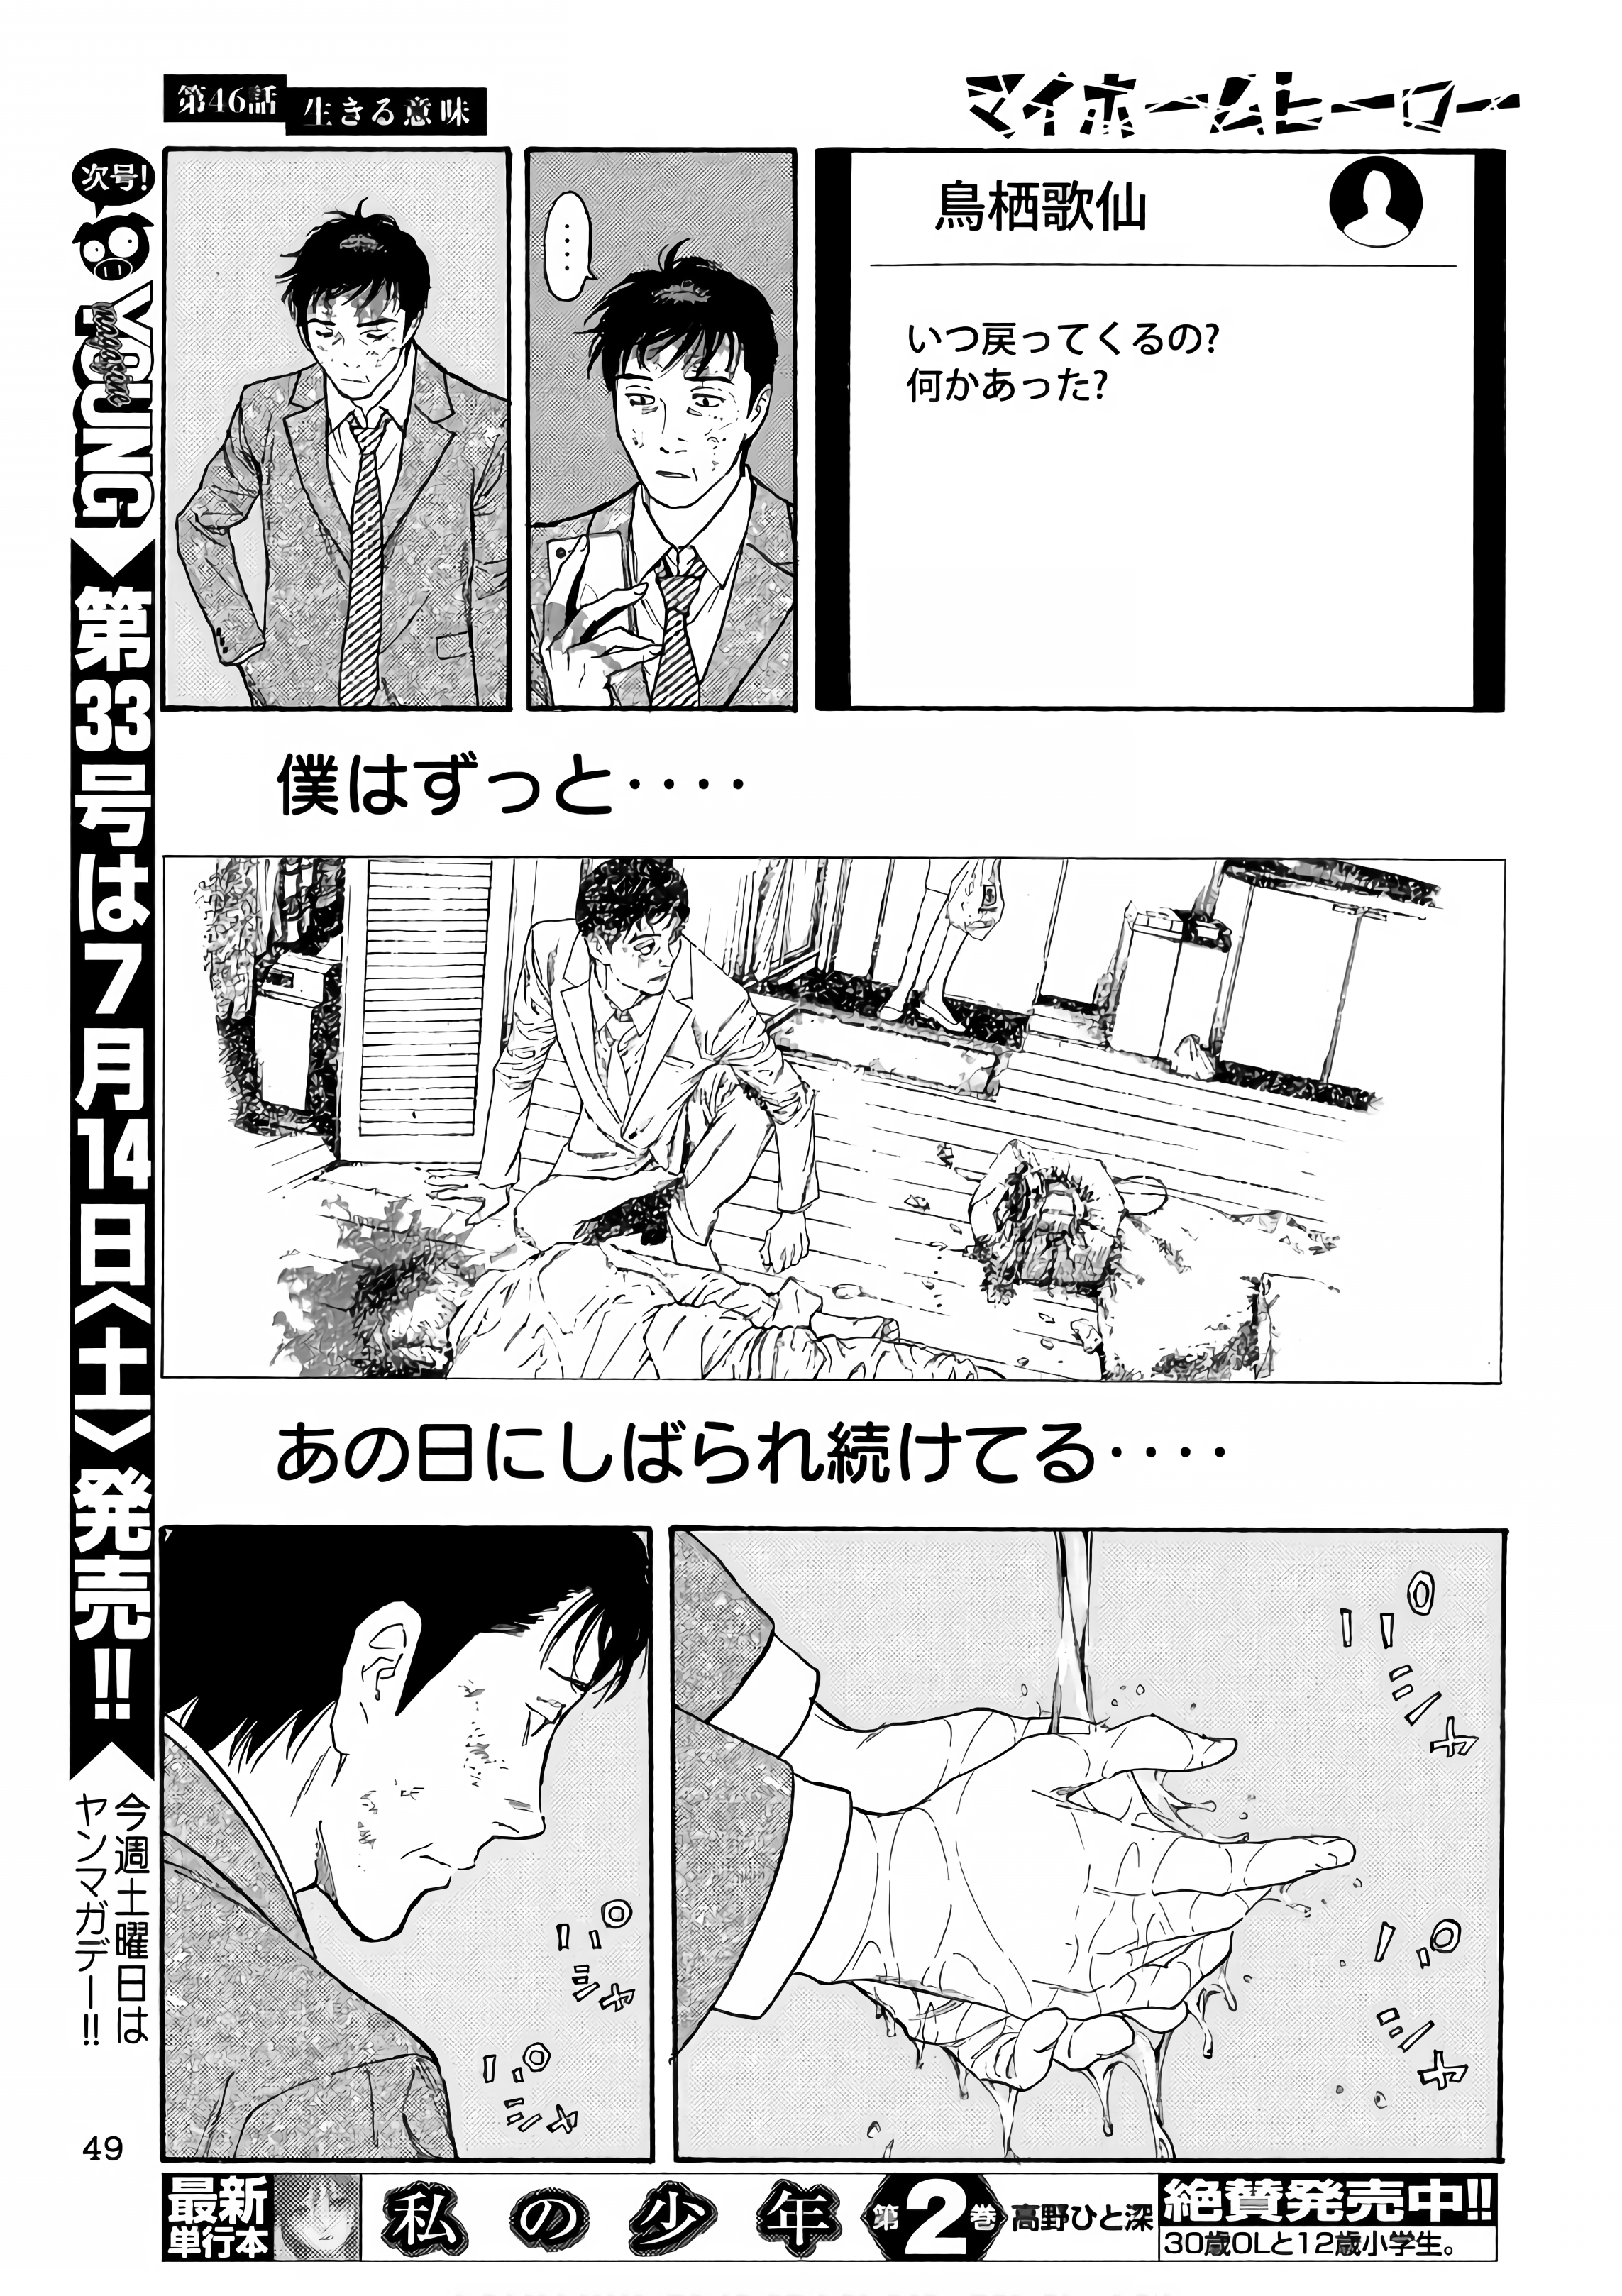 マイホームヒーロー
第46話
生きる意味
鳥栖歌仙
いつ戻ってくるの?
何かあった?
‥‥
僕はずっと‥‥
あの日にしばられ続けてる‥‥
パシャ
パシャ
パシャ
パシャ
次号!
YOUNG
magazine
第33号は7月14日〈土〉発売!!
今週土曜日は
ヤンマガデー!!
49
最新
単行本
私の少年
第2巻
高野ひと深
絶賛発売中!!
30歳OLと12歳小学生。